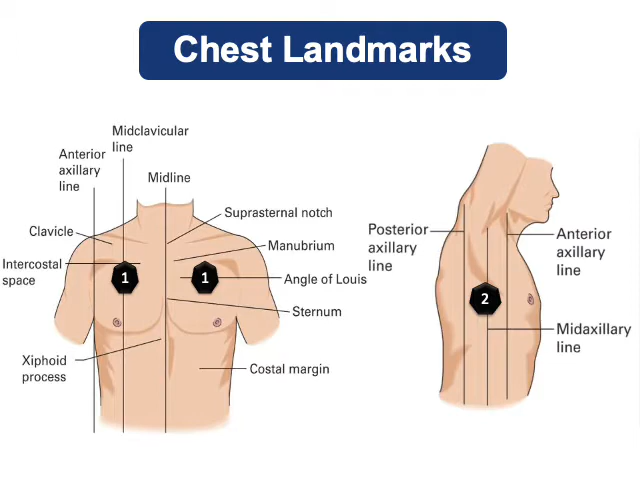 Chest Landmarks
Midclavicular
line
Anterior
axillary
line
Midline
Suprasternal notch
Clavicle
Manubrium
Intercostal
space
1
1
Angle of Louis
Sternum
Xiphoid
process
Costal margin
Posterior
axillary
line
Anterior
axillary
line
2
Midaxillary
line